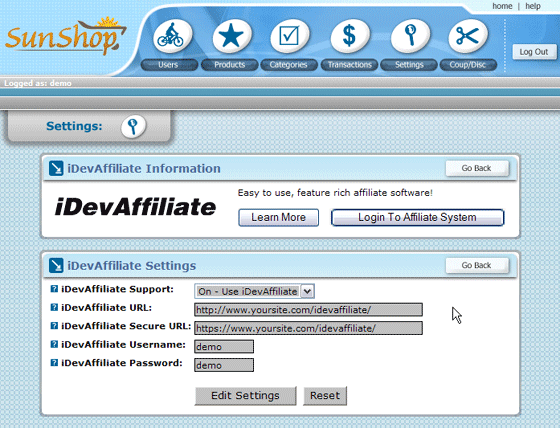 home | help
SunShop
Users Products Categories Transactions Settings Coup/Disc
Log Out
Logged as: demo
Settings:
iDevAffiliate Information
Go Back
Easy to use, feature rich affiliate software!
iDevAffiliate
Learn More
Login To Affiliate System
iDevAffiliate Settings
Go Back
? iDevAffiliate Support: On - Use iDevAffiliate
? iDevAffiliate URL: http://www.yoursite.com/idevaffiliate/
? iDevAffiliate Secure URL: https://www.yoursite.com/idevaffiliate/
? iDevAffiliate Username: demo
? iDevAffiliate Password: demo
Edit Settings Reset